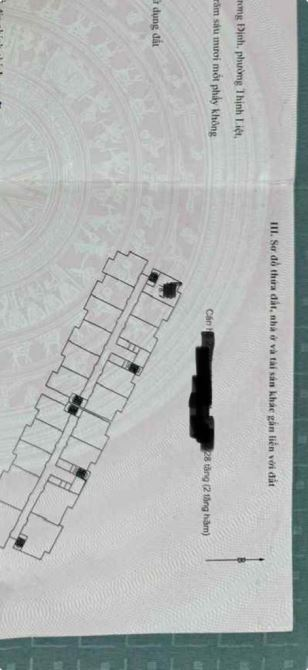 ương Định, phường Thịnh Liệt,
răm sáu mươi mốt phẩy không
ử dụng đất
III. Sơ đồ thửa đất, nhà ở và tài sản khác gắn liền với đất
Căn
28 tầng (2 tầng hầm)
B